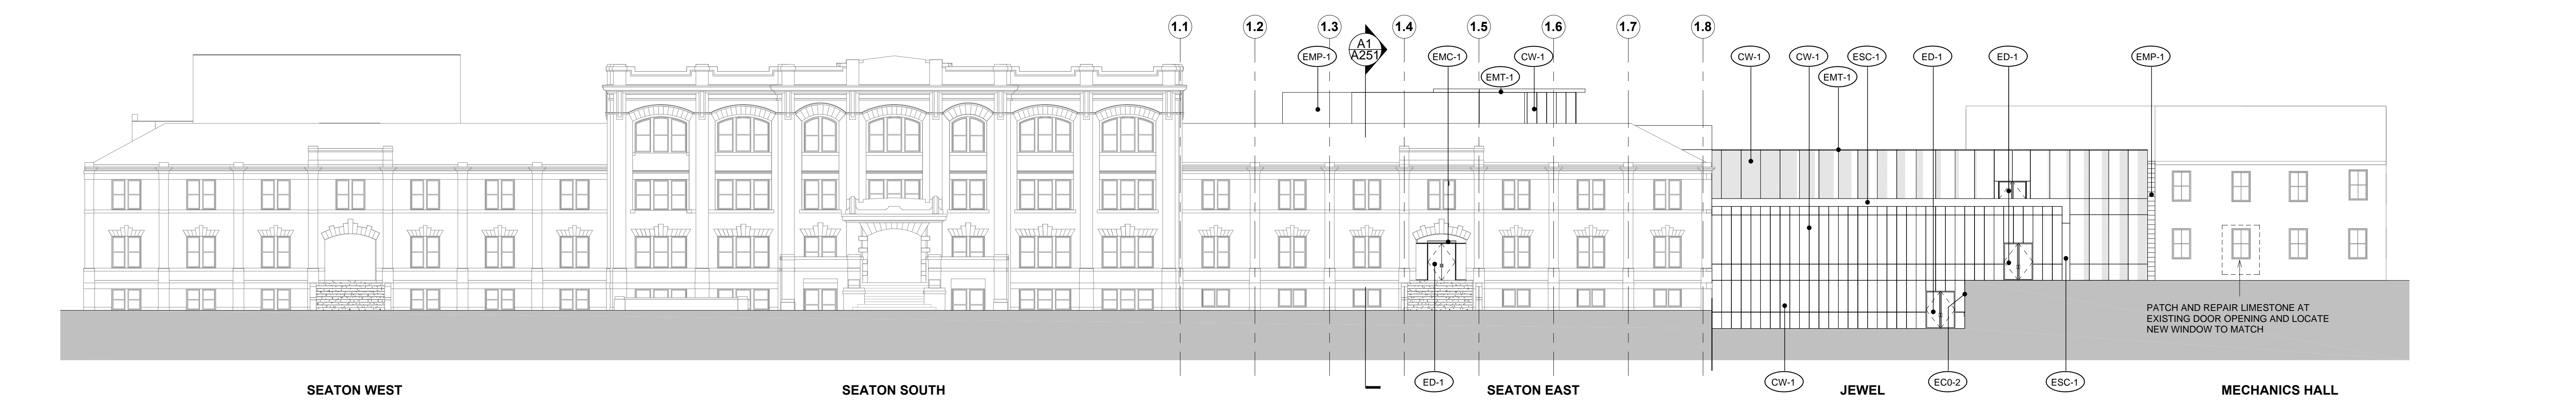 1.1 1.2 1.3 1.4 1.5 1.6 1.7 1.8
A1
A251
EMP-1 EMC-1 CW-1 CW-1 CW-1 ESC-1 ED-1 ED-1 EMP-1
EMT-1 EMT-1
PATCH AND REPAIR LIMESTONE AT
EXISTING DOOR OPENING AND LOCATE
NEW WINDOW TO MATCH
ED-1 CW-1 EC0-2 ESC-1
SEATON WEST SEATON SOUTH SEATON EAST JEWEL MECHANICS HALL